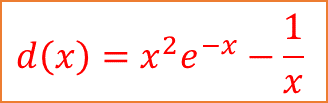 d(x) = x²e⁻ˣ − 1/x